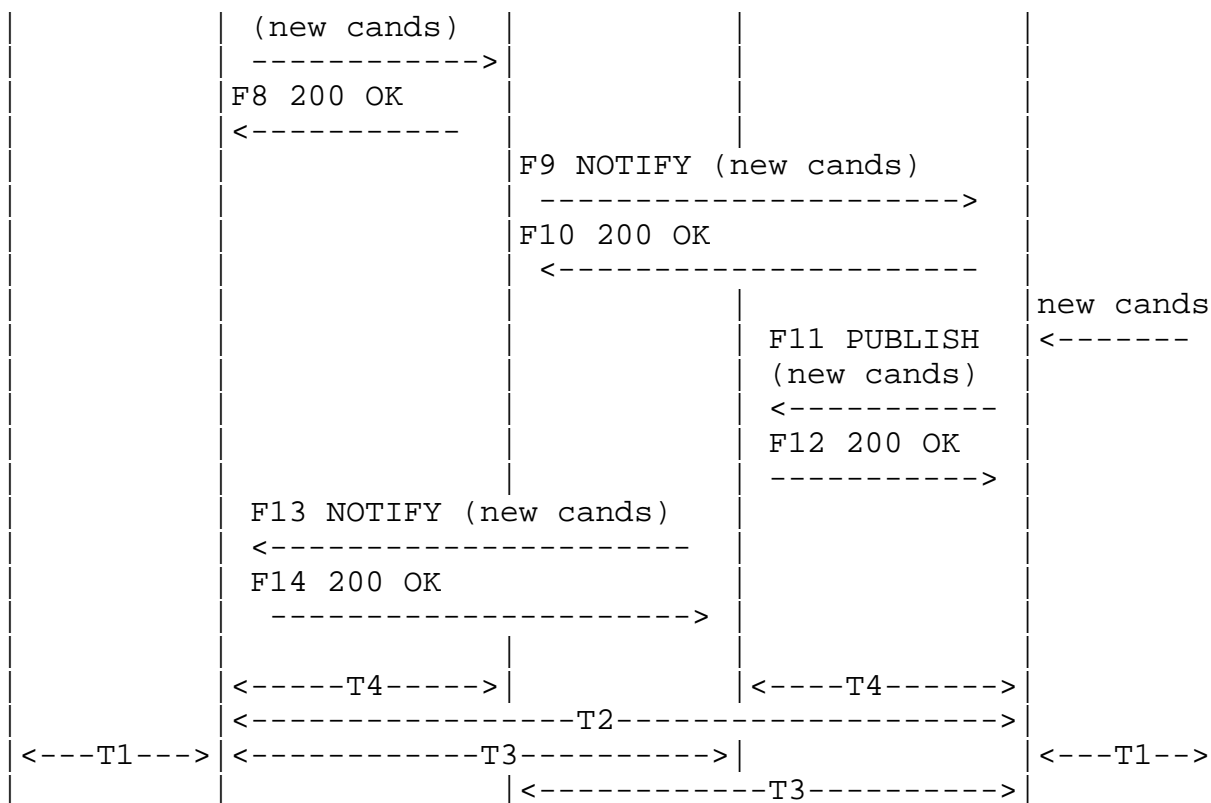 (new cands)
------------>
F8 200 OK
<-----------
F9 NOTIFY (new cands)
---------------------->
F10 200 OK
<----------------------
new cands
F11 PUBLISH <-------
(new cands)
<-----------
F12 200 OK
----------->
F13 NOTIFY (new cands)
<----------------------
F14 200 OK
---------------------->
<-----T4----->| |<----T4------>
<-----------------T2-------------------->
<---T1--->|<------------T3---------->| |<---T1-->
<------------T3---------->